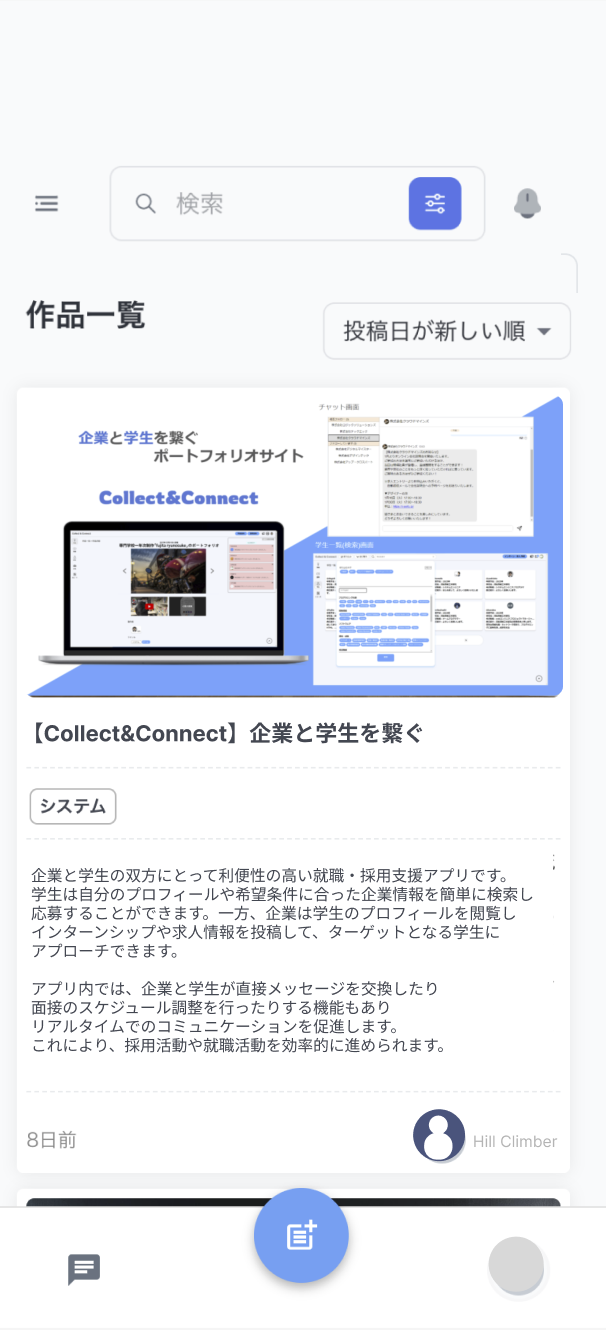 検索
作品一覧
投稿日が新しい順
チャット画面
企業と学生を繋ぐ
ポートフォリオサイト
Collect&Connect
学生一覧(検索)画面
【Collect&Connect】企業と学生を繋ぐ
システム
企業と学生の双方にとって利便性の高い就職・採用支援アプリです。
学生は自分のプロフィールや希望条件に合った企業情報を簡単に検索し
応募することができます。一方、企業は学生のプロフィールを閲覧し
インターンシップや求人情報を投稿して、ターゲットとなる学生に
アプローチできます。
アプリ内では、企業と学生が直接メッセージを交換したり
面接のスケジュール調整を行ったりする機能もあり
リアルタイムでのコミュニケーションを促進します。
これにより、採用活動や就職活動を効率的に進められます。
8日前
Hill Climber